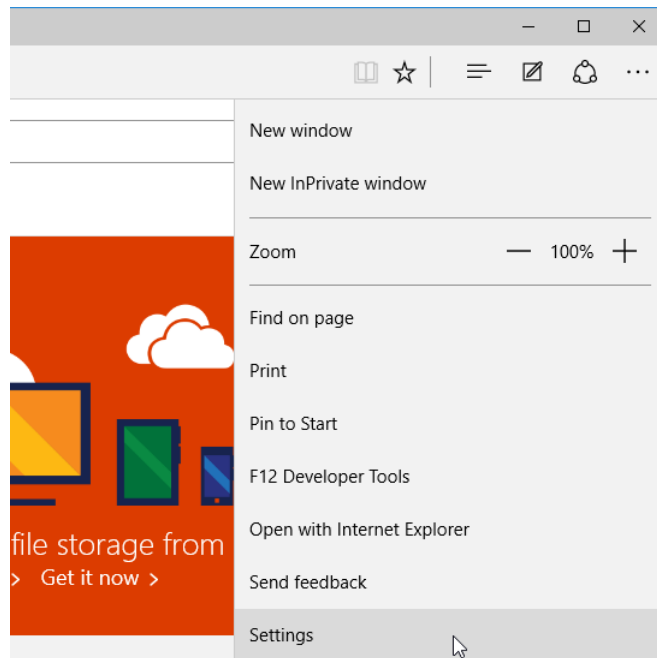 New window
New InPrivate window
Zoom
100%
Find on page
Print
Pin to Start
F12 Developer Tools
Open with Internet Explorer
Send feedback
Settings
file storage from
> Get it now >